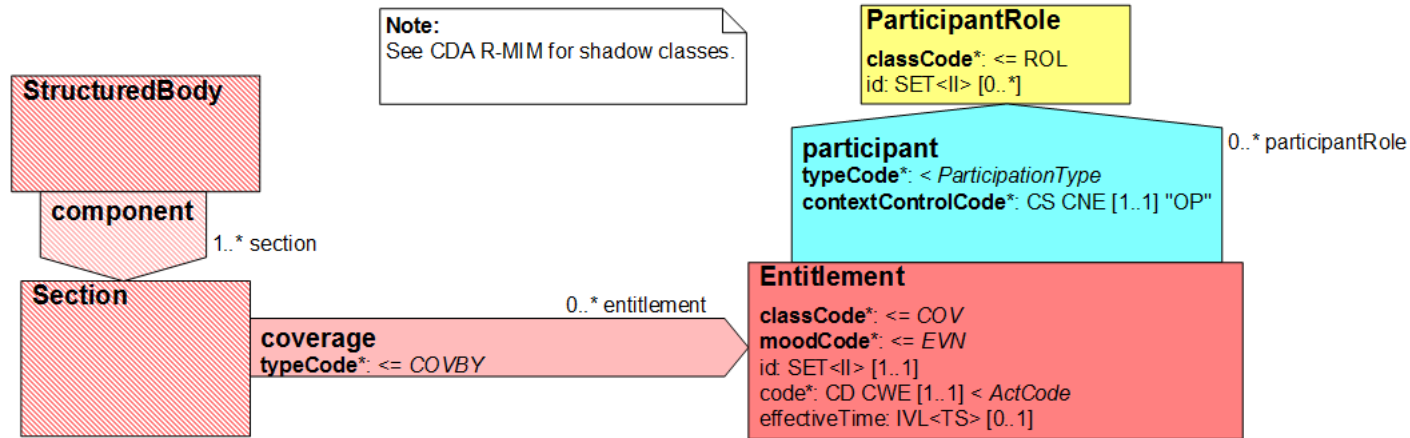 Note:
See CDA R-MIM for shadow classes.
ParticipantRole
classCode*: <= ROL
id: SET<II> [0..*]
StructuredBody
component
1..* section
participant
typeCode*: < ParticipationType
contextControlCode*: CS CNE [1..1] "OP"
0..* participantRole
Section
coverage
typeCode*: <= COVBY
0..* entitlement
Entitlement
classCode*: <= COV
moodCode*: <= EVN
id: SET<II> [1..1]
code*: CD CWE [1..1] < ActCode
effectiveTime: IVL<TS> [0..1]